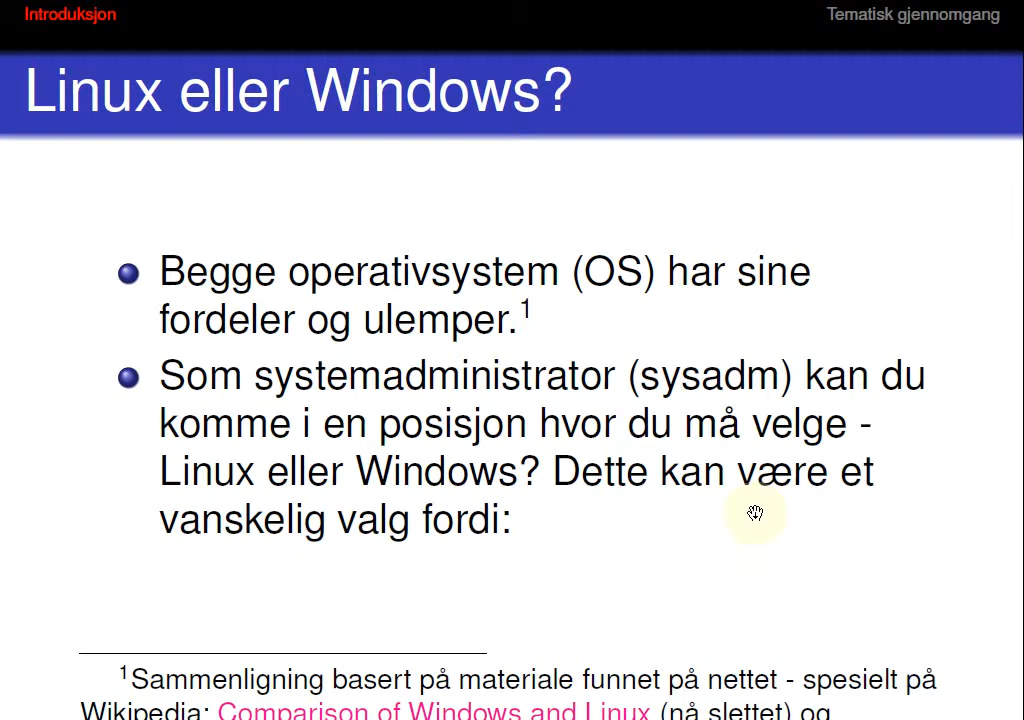 Introduksjon
Tematisk gjennomgang
Linux eller Windows?
Begge operativsystem (OS) har sine
fordeler og ulemper.1
Som systemadministrator (sysadm) kan du
komme i en posisjon hvor du må velge -
Linux eller Windows? Dette kan være et
vanskelig valg fordi:
1Sammenligning basert på materiale funnet på nettet - spesielt på
Wikipedia: Comparison of Windows and Linux (nå slettet) og